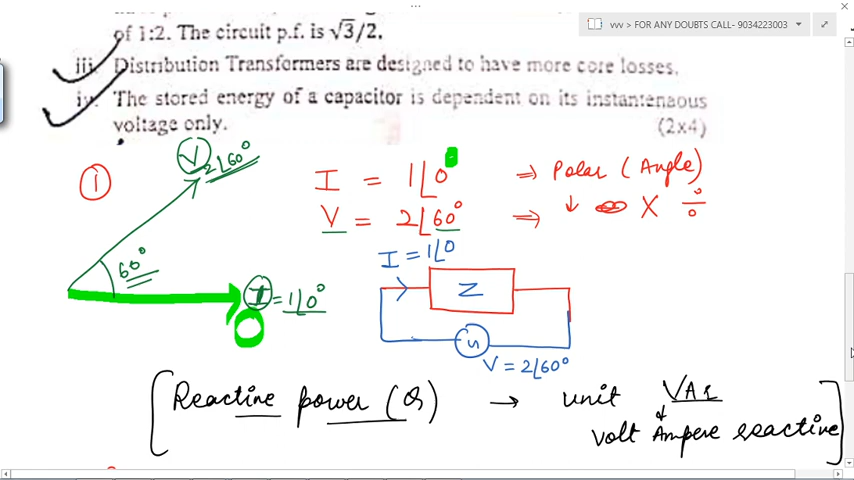 vvv > FOR ANY DOUBTS CALL- 9034223003
of 1:2. The circuit p.f. is √3/2.
iii. Distribution Transformers are designed to have more core losses.
iv. The stored energy of a capacitor is dependent on its instantenaous
voltage only.
(2x4)
1
V 2∠60°
60°
I = 1∠0°
I = 1∠0 ⇒ Polar (Angle)
V = 2∠60° ⇒ ↓ X ÷
I = 1∠0
Z
V = 2∠60°
[Reactine power (Q) → unit VAr
volt Ampere reactive]